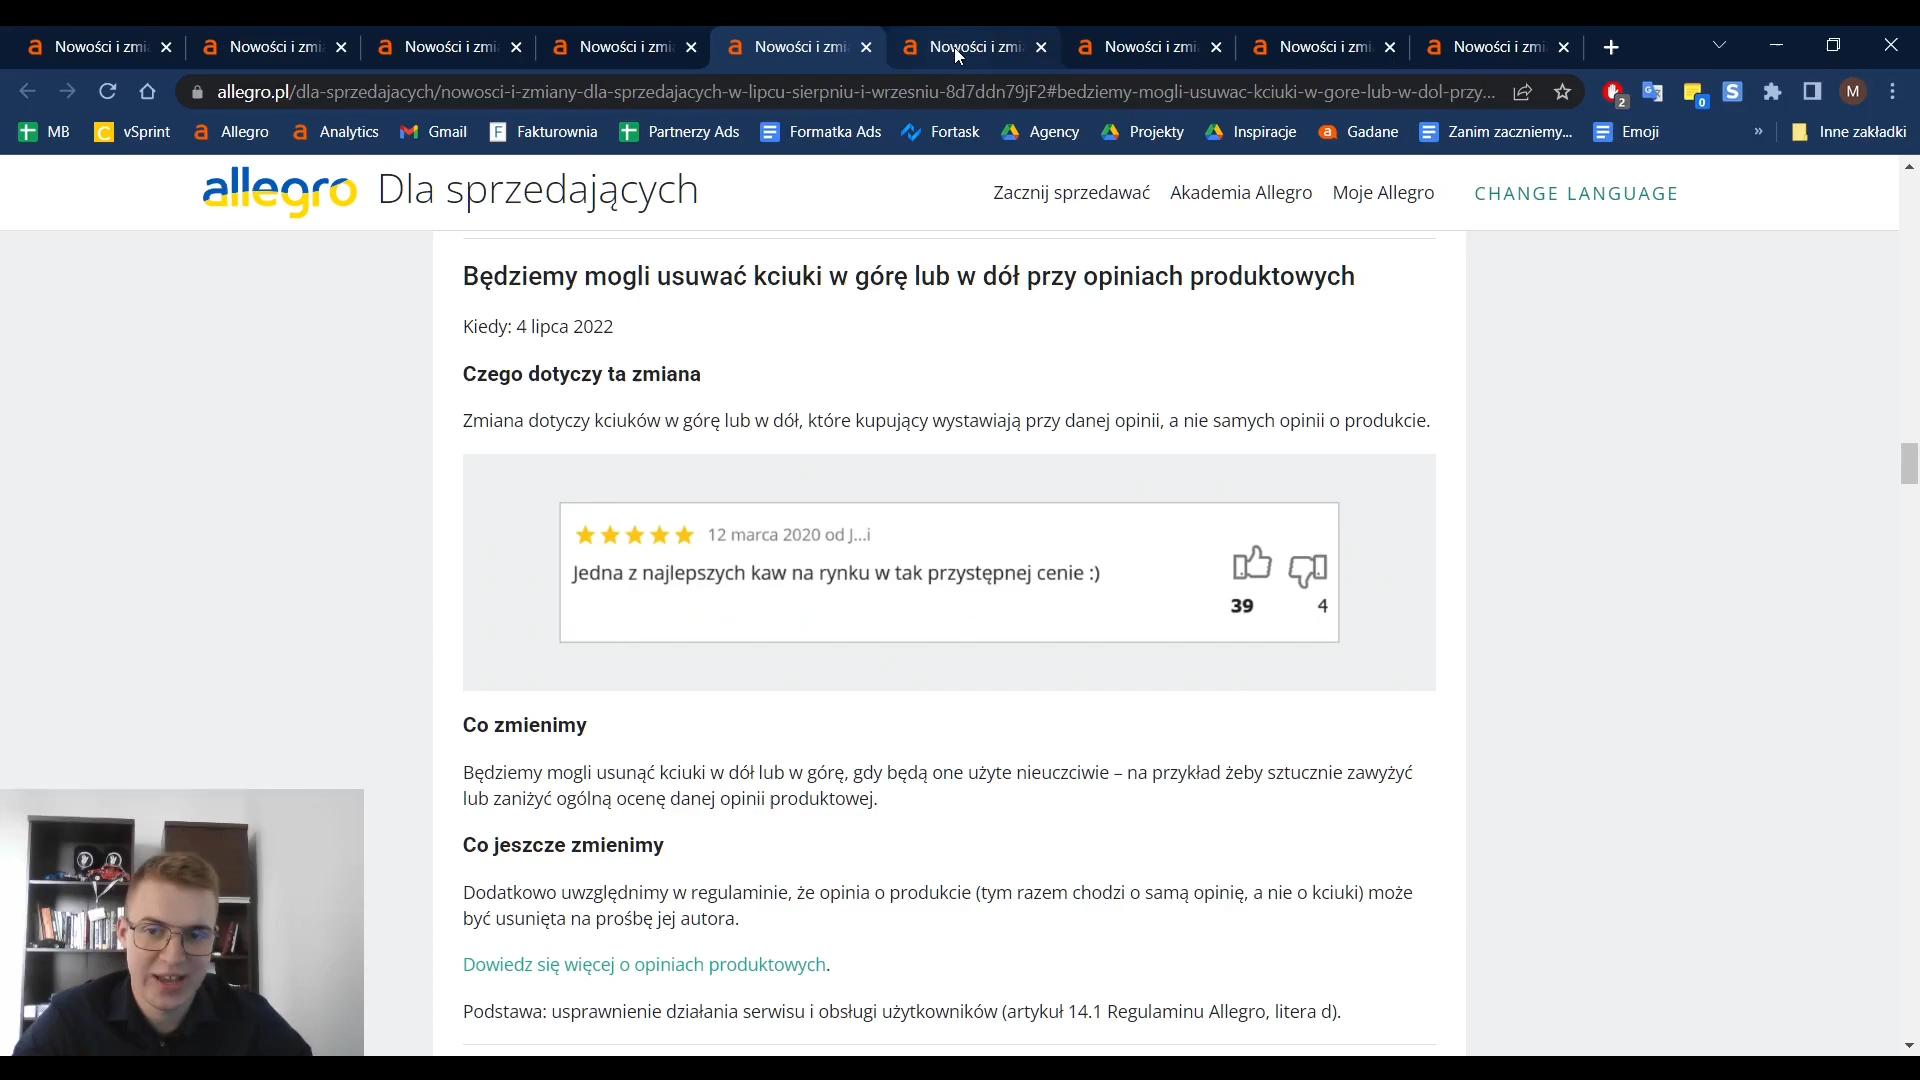 Nowości i zmi
Nowości i zmi
Nowości i zmi
Nowości i zmi
Nowości i zmi
Nowości i zmi
Nowości i zmi
Nowości i zmi
Nowości i zmi
allegro.pl/dla-sprzedajacych/nowosci-i-zmiany-dla-sprzedajacych-w-lipcu-sierpniu-i-wrzesniu-8d7ddn79jF2#bedziemy-mogli-usuwac-kciuki-w-gore-lub-w-dol-przy...
2
0
M
MB
vSprint
Allegro
Analytics
Gmail
Fakturownia
Partnerzy Ads
Formatka Ads
Fortask
Agency
Projekty
Inspiracje
Gadane
Zanim zaczniemy...
Emoji
»
Inne zakładki
allegro Dla sprzedających
Zacznij sprzedawać
Akademia Allegro
Moje Allegro
CHANGE LANGUAGE
Będziemy mogli usuwać kciuki w górę lub w dół przy opiniach produktowych
Kiedy: 4 lipca 2022
Czego dotyczy ta zmiana
Zmiana dotyczy kciuków w górę lub w dół, które kupujący wystawiają przy danej opinii, a nie samych opinii o produkcie.
12 marca 2020 od J...i
Jedna z najlepszych kaw na rynku w tak przystępnej cenie :)
39
4
Co zmienimy
Będziemy mogli usunąć kciuki w dół lub w górę, gdy będą one użyte nieuczciwie – na przykład żeby sztucznie zawyżyć
lub zaniżyć ogólną ocenę danej opinii produktowej.
Co jeszcze zmienimy
Dodatkowo uwzględnimy w regulaminie, że opinia o produkcie (tym razem chodzi o samą opinię, a nie o kciuki) może
być usunięta na prośbę jej autora.
Dowiedz się więcej o opiniach produktowych.
Podstawa: usprawnienie działania serwisu i obsługi użytkowników (artykuł 14.1 Regulaminu Allegro, litera d).